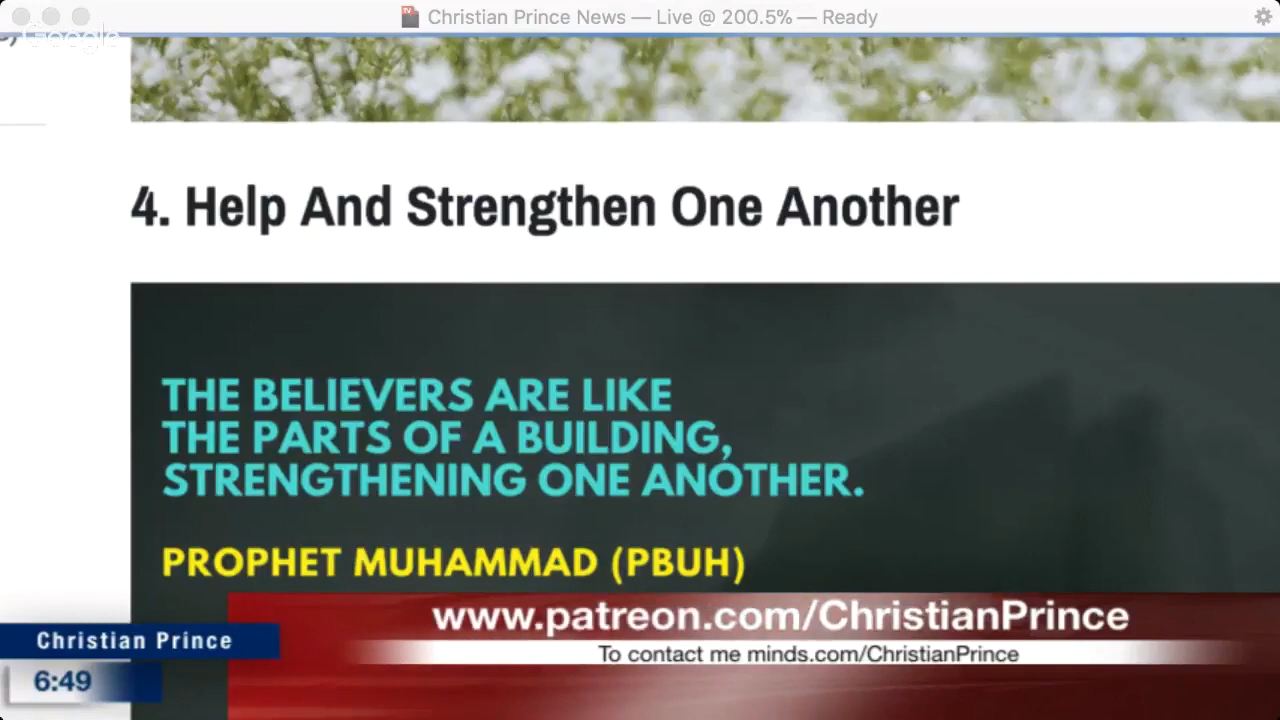 Christian Prince News — Live @ 200.5% — Ready
Google
4. Help And Strengthen One Another
THE BELIEVERS ARE LIKE
THE PARTS OF A BUILDING,
STRENGTHENING ONE ANOTHER.
PROPHET MUHAMMAD (PBUH)
www.patreon.com/ChristianPrince
Christian Prince
To contact me minds.com/ChristianPrince
6:49